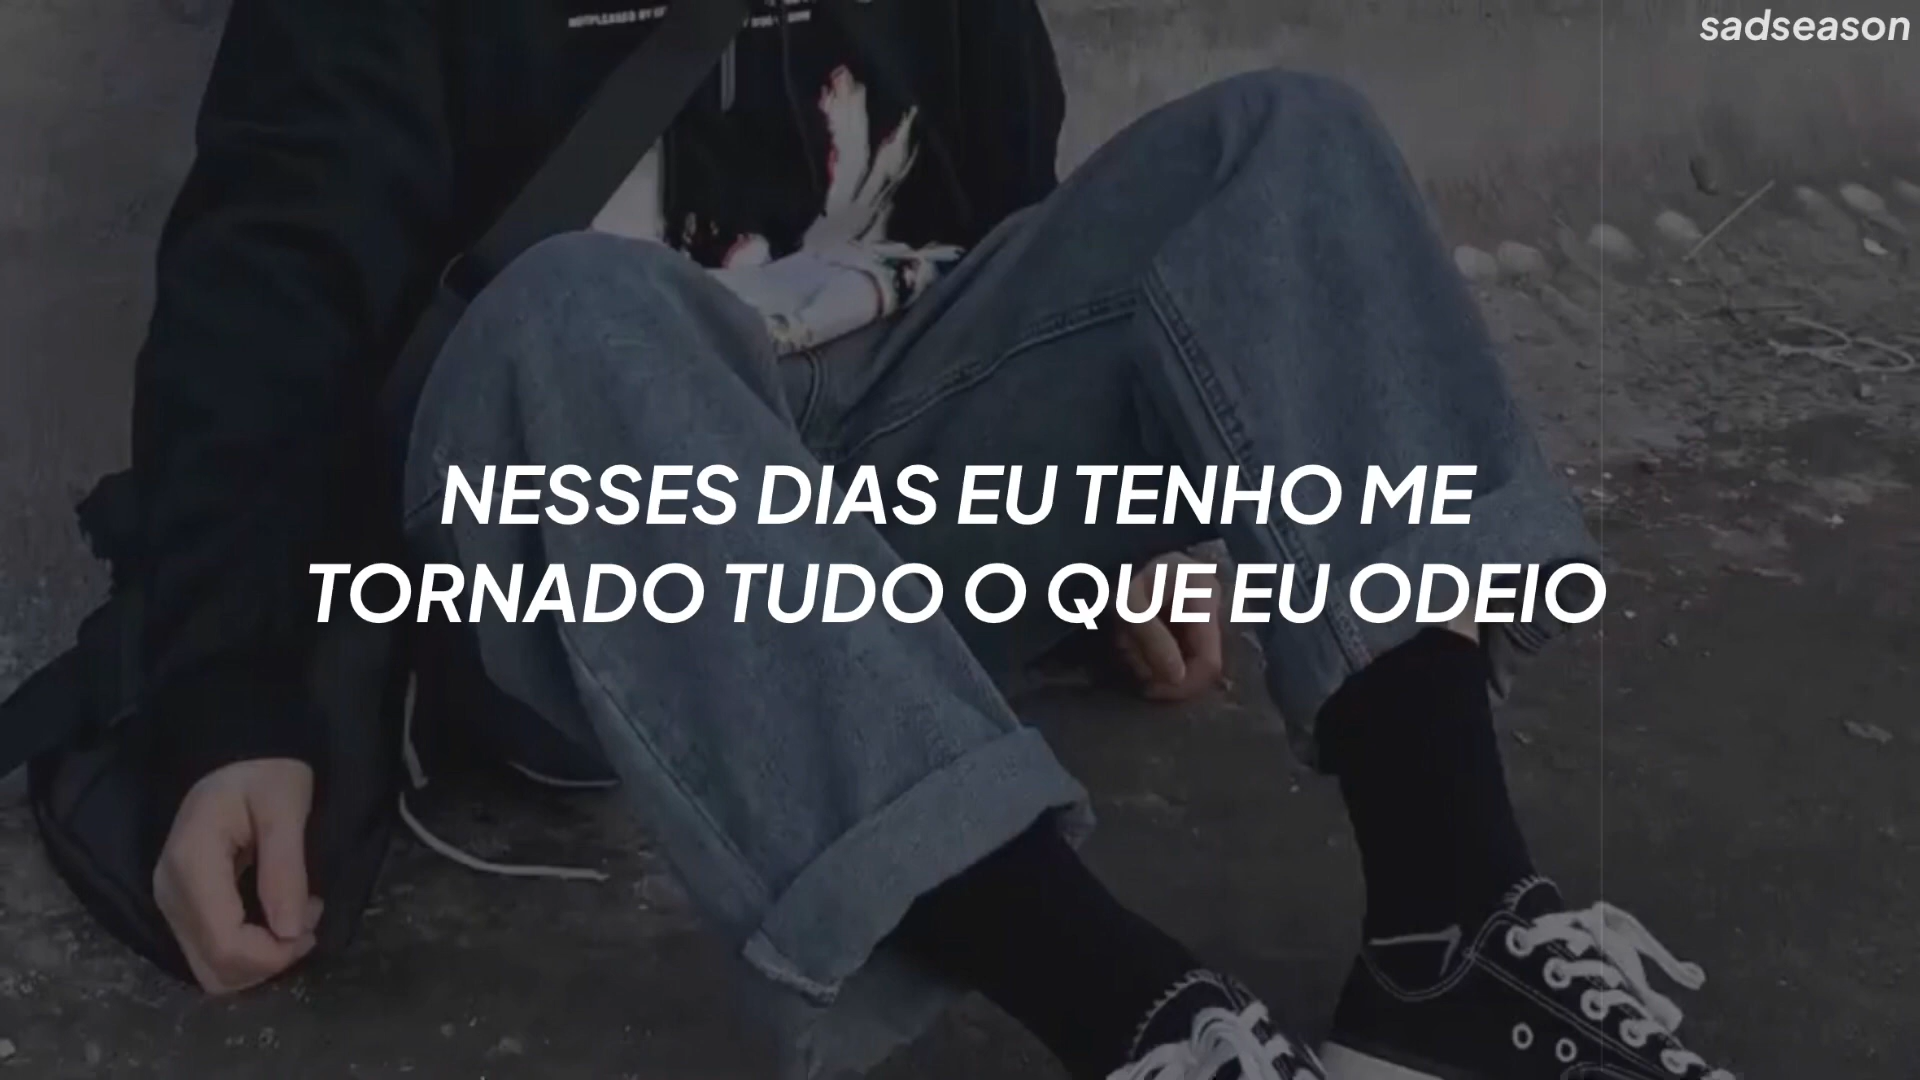 sadseason
NESSES DIAS EU TENHO ME
TORNADO TUDO O QUE EU ODEIO